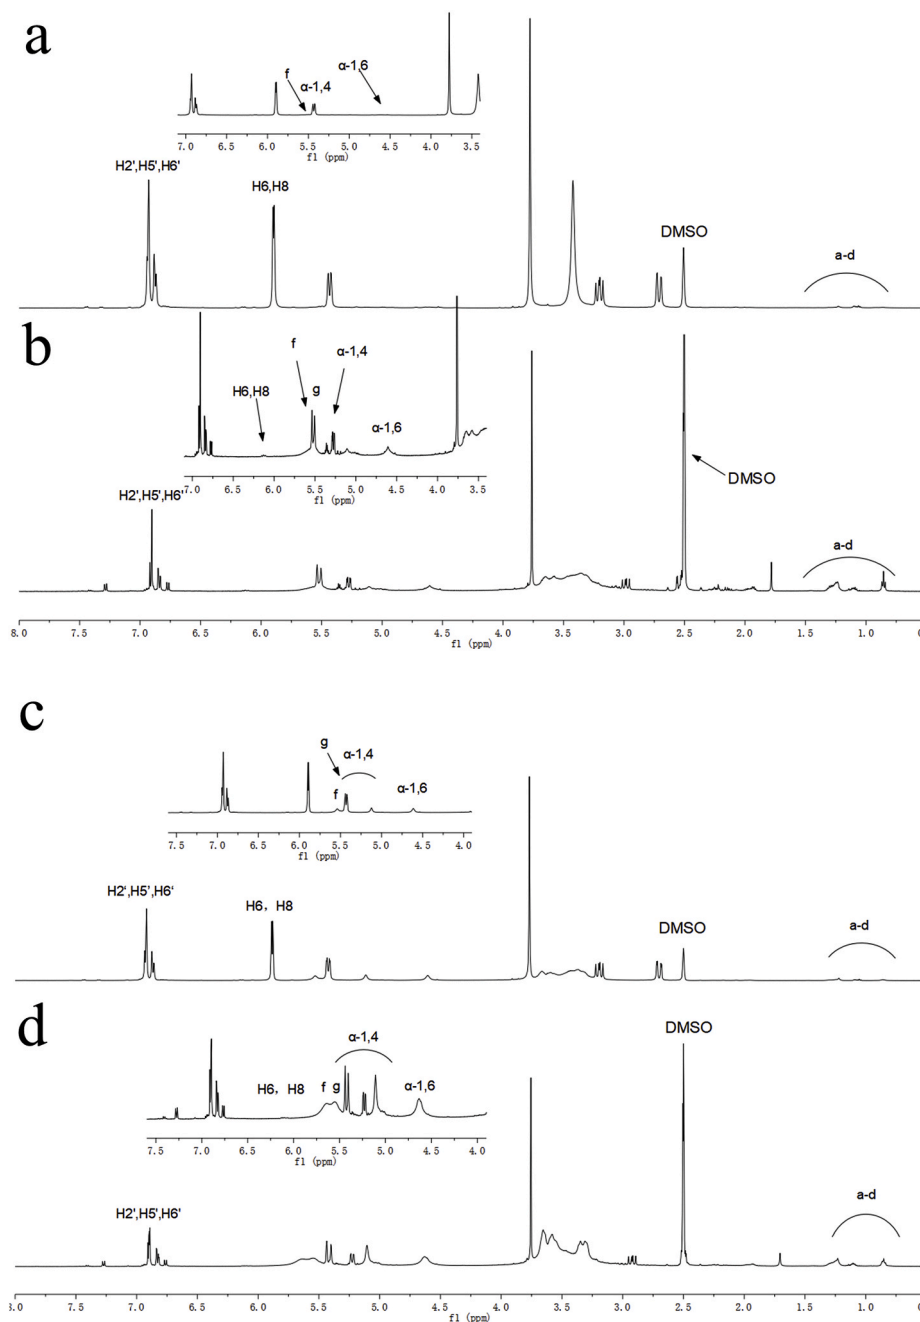 a
α-1,6
f
α-1,4
7.0 6.5 6.0 5.5 5.0 4.5 4.0 3.5
f1 (ppm)
H2',H5',H6'
H6,H8
DMSO
a-d
b
f
α-1,4
g
H6,H8
α-1,6
7.0 6.5 6.0 5.5 5.0 4.5 4.0 3.5
f1 (ppm)
DMSO
H2',H5',H6'
a-d
8.0 7.5 7.0 6.5 6.0 5.5 5.0 4.5 4.0 3.5 3.0 2.5 2.0 1.5 1.0
f1 (ppm)
c
g
α-1,4
α-1,6
f
7.5 7.0 6.5 6.0 5.5 5.0 4.5 4.0
f1 (ppm)
H2‘,H5’,H6‘
H6, H8
DMSO
a-d
d
α-1,4
DMSO
H6, H8
f g
α-1,6
7.5 7.0 6.5 6.0 5.5 5.0 4.5 4.0
f1 (ppm)
H2',H5',H6'
a-d
7.5 7.0 6.5 6.0 5.5 5.0 4.5 4.0 3.5 3.0 2.5 2.0 1.5 1.0
f1 (ppm)